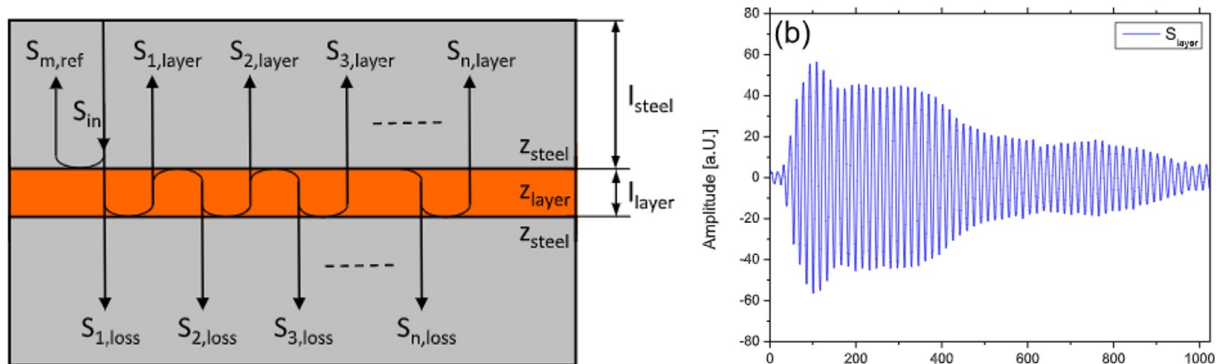 S_m,ref S_1,layer S_2,layer S_3,layer S_n,layer
S_in
l_steel
z_steel
z_layer
l_layer
z_steel
S_1,loss S_2,loss S_3,loss S_n,loss
(b)
S_layer
80
60
40
20
0
-20
-40
-60
-80
Amplitude [a.U.]
0 200 400 600 800 1000